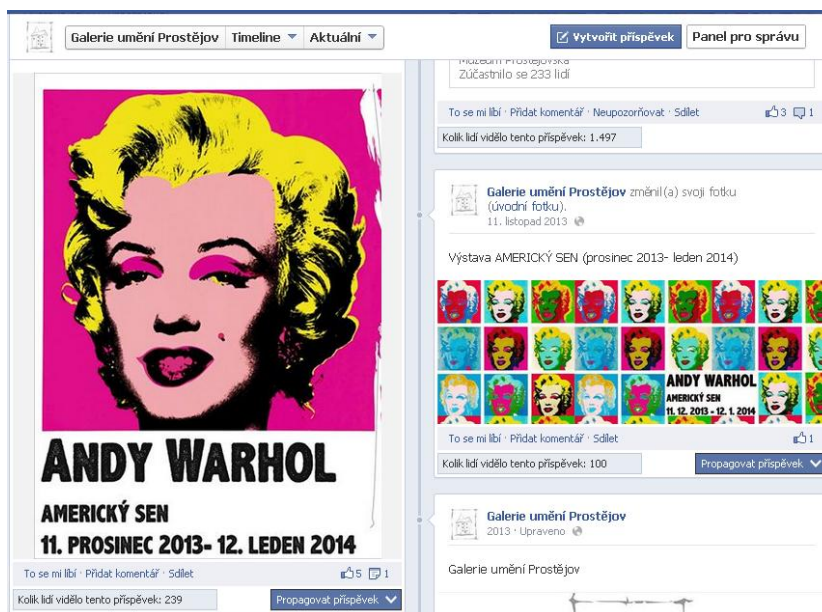 Galerie umění Prostějov Timeline Aktuální
Vytvořit příspěvek Panel pro správu
ANDY WARHOL
AMERICKÝ SEN
11. PROSINEC 2013- 12. LEDEN 2014
To se mi líbí · Přidat komentář · Sdílet 5 1
Kolik lidí vidělo tento příspěvek: 239 Propagovat příspěvek
Muzeum Prostějovska
Zúčastnilo se 233 lidí
To se mi líbí · Přidat komentář · Neupozorňovat · Sdílet 3 1
Kolik lidí vidělo tento příspěvek: 1.497
Galerie umění Prostějov změnil(a) svoji fotku
(úvodní fotku).
11. listopad 2013
Výstava AMERICKÝ SEN (prosinec 2013- leden 2014)
ANDY WARHOL
AMERICKÝ SEN
11. 12. 2013 - 12. 1. 2014
To se mi líbí · Přidat komentář · Sdílet 1
Kolik lidí vidělo tento příspěvek: 100 Propagovat příspěvek
Galerie umění Prostějov
2013 · Upraveno
Galerie umění Prostějov